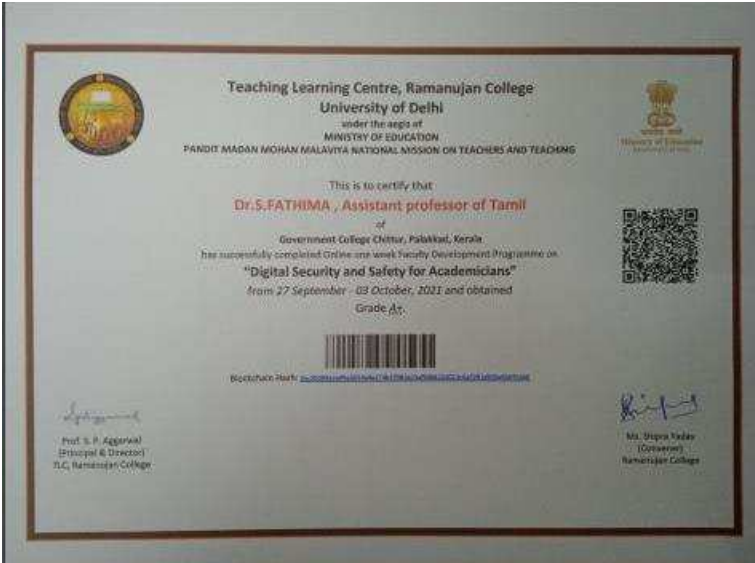 Teaching Learning Centre, Ramanujan College
University of Delhi
under the aegis of
MINISTRY OF EDUCATION
PANDIT MADAN MOHAN MALAVIYA NATIONAL MISSION ON TEACHERS AND TEACHING
Ministry of Education
This is to certify that
Dr.S.FATHIMA , Assistant professor of Tamil
of
Government College Chittur, Palakkad, Kerala
has successfully completed Online one week Faculty Development Programme on
"Digital Security and Safety for Academicians"
from 27 September - 03 October, 2021 and obtained
Grade
Blockchain Hash:
Prof. S. P. Aggarwal
(Principal & Director)
TLC, Ramanujan College
Ms. Shipra Yadav
(Convener)
Ramanujan College